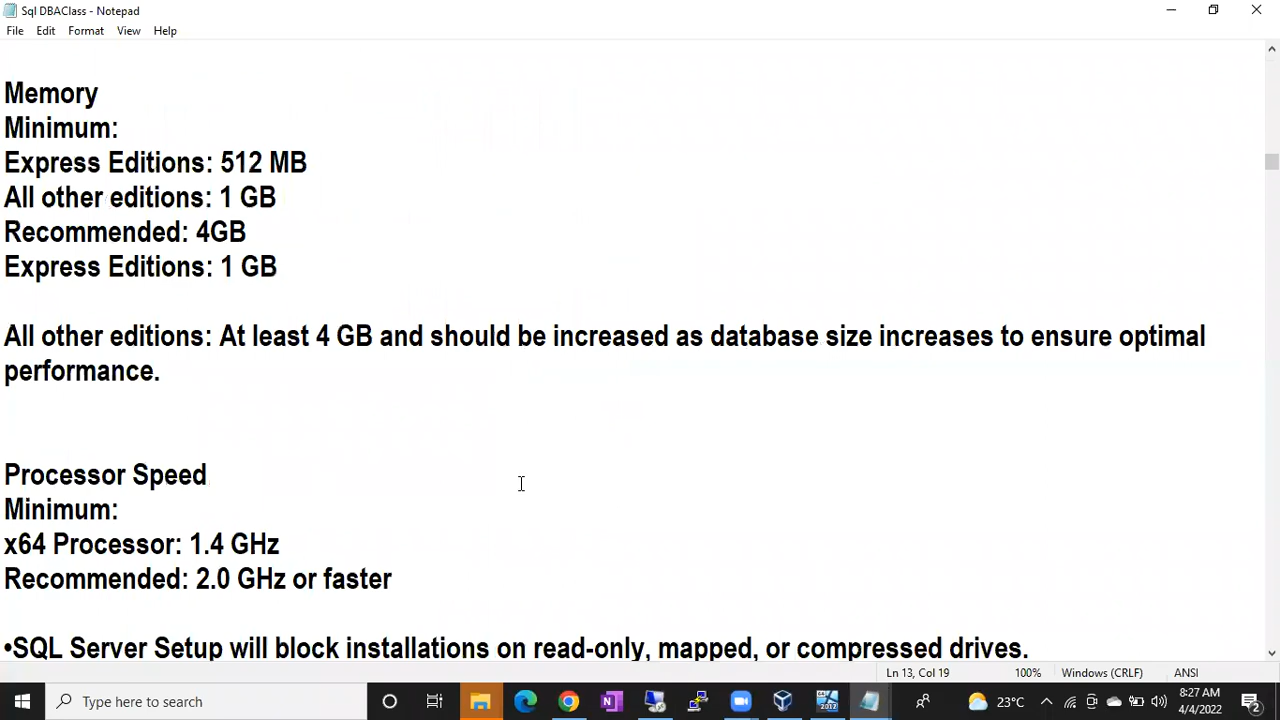 Sql DBAClass - Notepad
File Edit Format View Help
Memory
Minimum:
Express Editions: 512 MB
All other editions: 1 GB
Recommended: 4GB
Express Editions: 1 GB
All other editions: At least 4 GB and should be increased as database size increases to ensure optimal
performance.
Processor Speed
Minimum:
x64 Processor: 1.4 GHz
Recommended: 2.0 GHz or faster
•SQL Server Setup will block installations on read-only, mapped, or compressed drives.
Ln 13, Col 19 100% Windows (CRLF) ANSI
Type here to search
23°C
8:27 AM
4/4/2022
2
2017